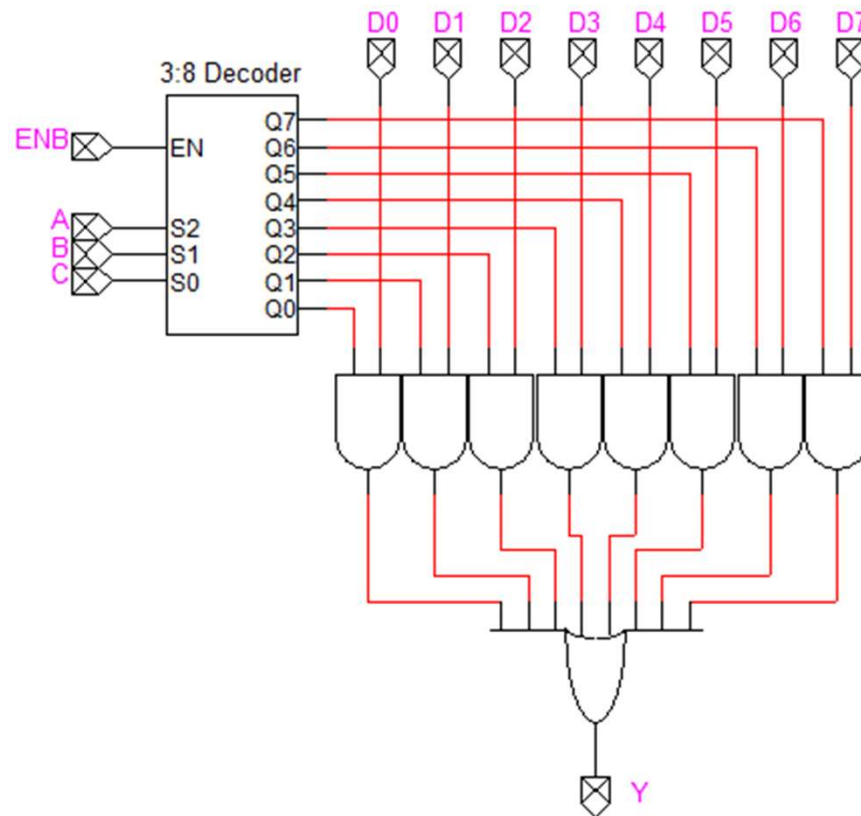 D0 D1 D2 D3 D4 D5 D6 D7
3:8 Decoder
ENB EN Q7
Q6
Q5
Q4
A S2 Q3
B S1 Q2
C S0 Q1
Q0
Y